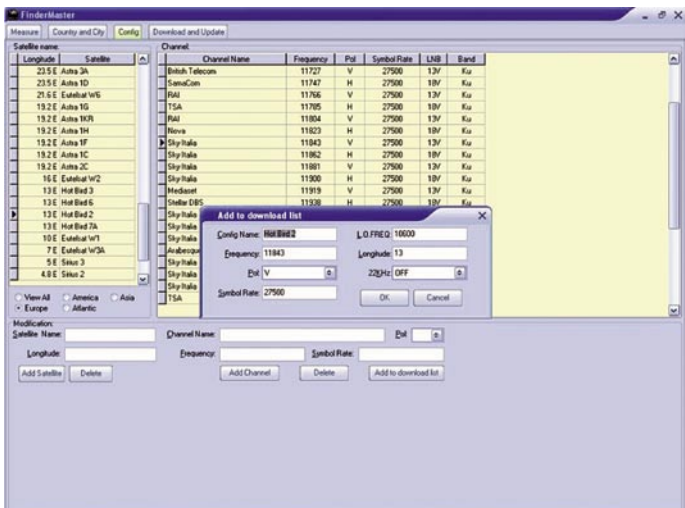 FinderMaster
Measure Country and City Config Download and Update
Satellite name:
Longitude Satellite
23.5 E Astra 3A
23.5 E Astra 1D
21.6 E Eutelsat W6
19.2 E Astra 1G
19.2 E Astra 1KR
19.2 E Astra 1H
19.2 E Astra 1F
19.2 E Astra 1C
19.2 E Astra 2C
16 E Eutelsat W2
13 E Hot Bird 3
13 E Hot Bird 6
13 E Hot Bird 2
13 E Hot Bird 7A
10 E Eutelsat W1
7 E Eutelsat W3A
5 E Sirius 3
4.8 E Sirius 2
View All America Asia
Europe Atlantic
Channel:
Channel Name Frequency Pol Symbol Rate LNB Band
British Telecom 11727 V 27500 13V Ku
SamaCom 11747 H 27500 18V Ku
RAI 11766 V 27500 13V Ku
TSA 11785 H 27500 18V Ku
RAI 11804 V 27500 13V Ku
Nova 11823 H 27500 18V Ku
Sky Italia 11843 V 27500 13V Ku
Sky Italia 11862 H 27500 18V Ku
Sky Italia 11881 V 27500 13V Ku
Sky Italia 11900 H 27500 18V Ku
Mediaset 11919 V 27500 13V Ku
Stellar DBS 11938 H 27500 18V Ku
Sky Italia
Sky Italia
Sky Italia
Arabesque
Sky Italia
Sky Italia
Sky Italia
TSA
Add to download list
Config Name: Hot Bird 2 L.O.FREQ: 10600
Frequency: 11843 Longitude: 13
Pol: V 22KHz: OFF
Symbol Rate: 27500 OK Cancel
Modification:
Satellite Name: Channel Name: Pol:
Longitude: Frequency: Symbol Rate:
Add Satellite Delete Add Channel Delete Add to download list